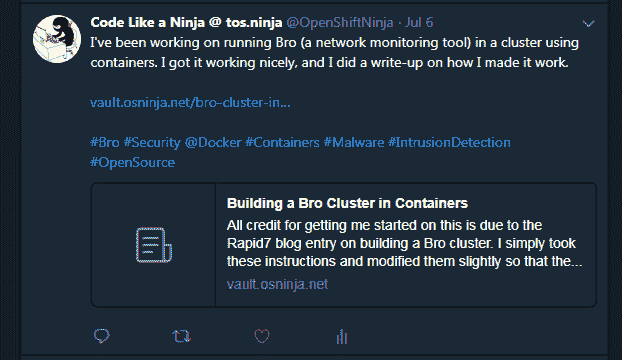 Code Like a Ninja @ tos.ninja @OpenShiftNinja · Jul 6
I've been working on running Bro (a network monitoring tool) in a cluster using
containers. I got it working nicely, and I did a write-up on how I made it work.
vault.osninja.net/bro-cluster-in...
#Bro #Security @Docker #Containers #Malware #IntrusionDetection
#OpenSource
Building a Bro Cluster in Containers
All credit for getting me started on this is due to the
Rapid7 blog entry on building a Bro cluster. I simply took
these instructions and modified them slightly so that the...
vault.osninja.net